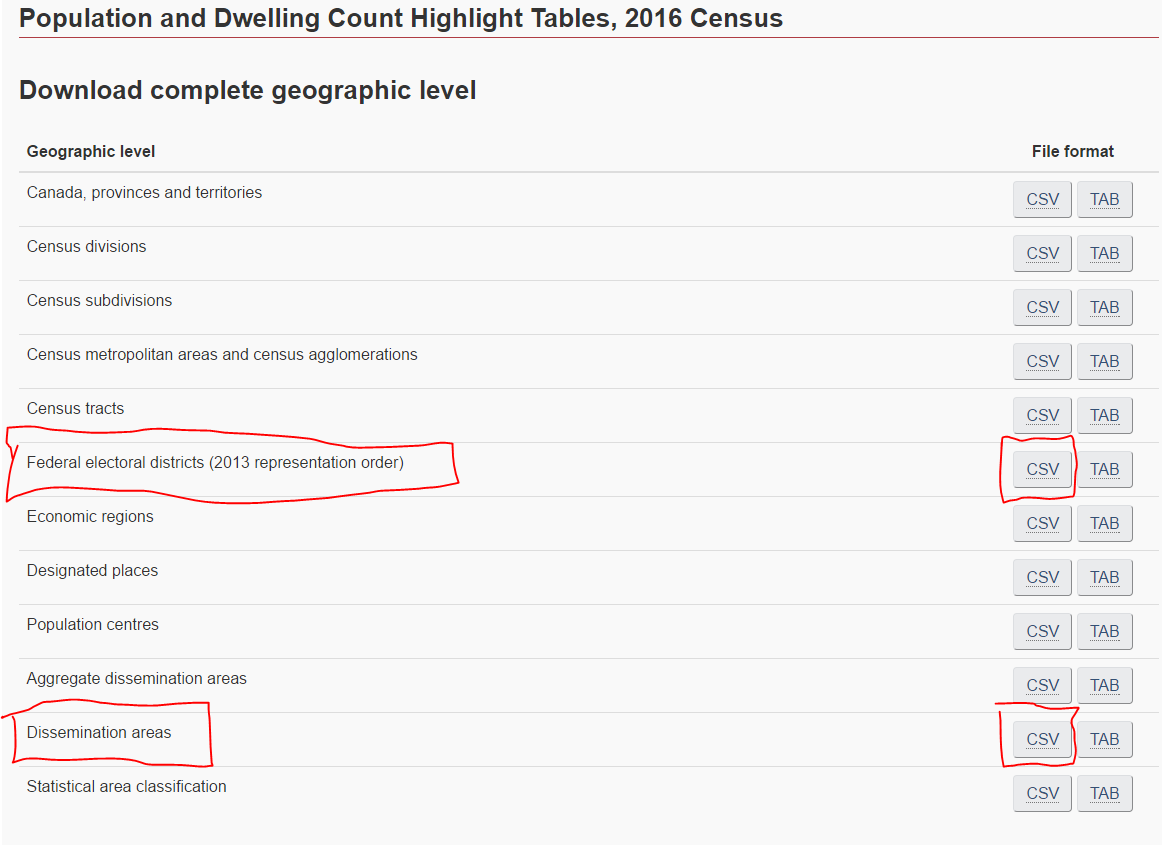 Population and Dwelling Count Highlight Tables, 2016 Census
Download complete geographic level
Geographic level File format
Canada, provinces and territories CSV TAB
Census divisions CSV TAB
Census subdivisions CSV TAB
Census metropolitan areas and census agglomerations CSV TAB
Census tracts CSV TAB
Federal electoral districts (2013 representation order) CSV TAB
Economic regions CSV TAB
Designated places CSV TAB
Population centres CSV TAB
Aggregate dissemination areas CSV TAB
Dissemination areas CSV TAB
Statistical area classification CSV TAB